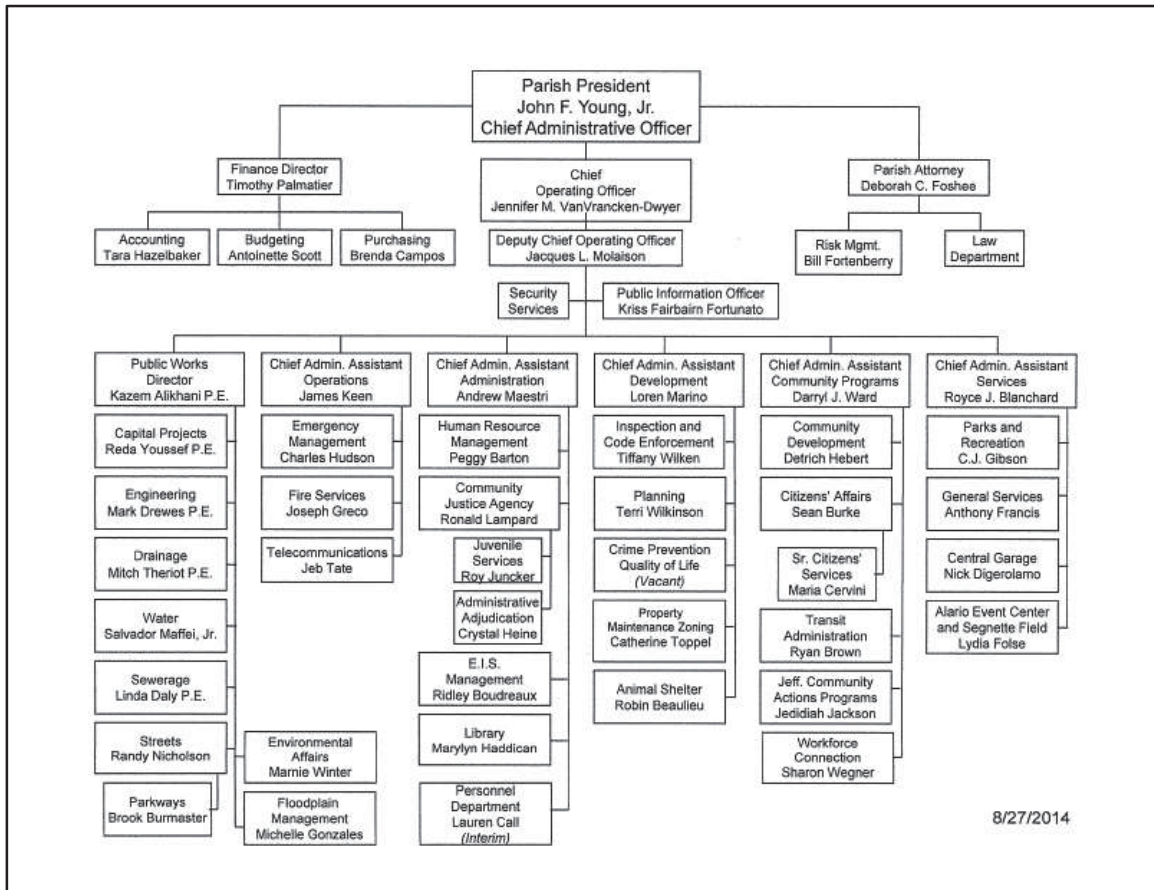 Parish President
John F. Young, Jr.
Chief Administrative Officer
Finance Director
Timothy Palmatier
Chief
Operating Officer
Jennifer M. VanVrancken-Dwyer
Parish Attorney
Deborah C. Foshee
Accounting
Tara Hazelbaker
Budgeting
Antoinette Scott
Purchasing
Brenda Campos
Deputy Chief Operating Officer
Jacques L. Molaison
Risk Mgmt.
Bill Fortenberry
Law
Department
Security
Services
Public Information Officer
Kriss Fairbairn Fortunato
Public Works
Director
Kazem Alikhani P.E.
Capital Projects
Reda Youssef P.E.
Engineering
Mark Drewes P.E.
Drainage
Mitch Theriot P.E.
Water
Salvador Maffei, Jr.
Sewerage
Linda Daly P.E.
Streets
Randy Nicholson
Parkways
Brook Burmaster
Environmental
Affairs
Marnie Winter
Floodplain
Management
Michelle Gonzales
Chief Admin. Assistant
Operations
James Keen
Emergency
Management
Charles Hudson
Fire Services
Joseph Greco
Telecommunications
Jeb Tate
Chief Admin. Assistant
Administration
Andrew Maestri
Human Resource
Management
Peggy Barton
Community
Justice Agency
Ronald Lampard
Juvenile
Services
Roy Juncker
Administrative
Adjudication
Crystal Heine
E.I.S.
Management
Ridley Boudreaux
Library
Marylyn Haddican
Personnel
Department
Lauren Call
(Interim)
Chief Admin. Assistant
Development
Loren Marino
Inspection and
Code Enforcement
Tiffany Wilken
Planning
Terri Wilkinson
Crime Prevention
Quality of Life
(Vacant)
Property
Maintenance Zoning
Catherine Toppel
Animal Shelter
Robin Beaulieu
Chief Admin. Assistant
Community Programs
Darryl J. Ward
Community
Development
Detrich Hebert
Citizens' Affairs
Sean Burke
Sr. Citizens'
Services
Maria Cervini
Transit
Administration
Ryan Brown
Jeff. Community
Actions Programs
Jedidiah Jackson
Workforce
Connection
Sharon Wegner
Chief Admin. Assistant
Services
Royce J. Blanchard
Parks and
Recreation
C.J. Gibson
General Services
Anthony Francis
Central Garage
Nick Digerolamo
Alario Event Center
and Segnette Field
Lydia Folse
8/27/2014